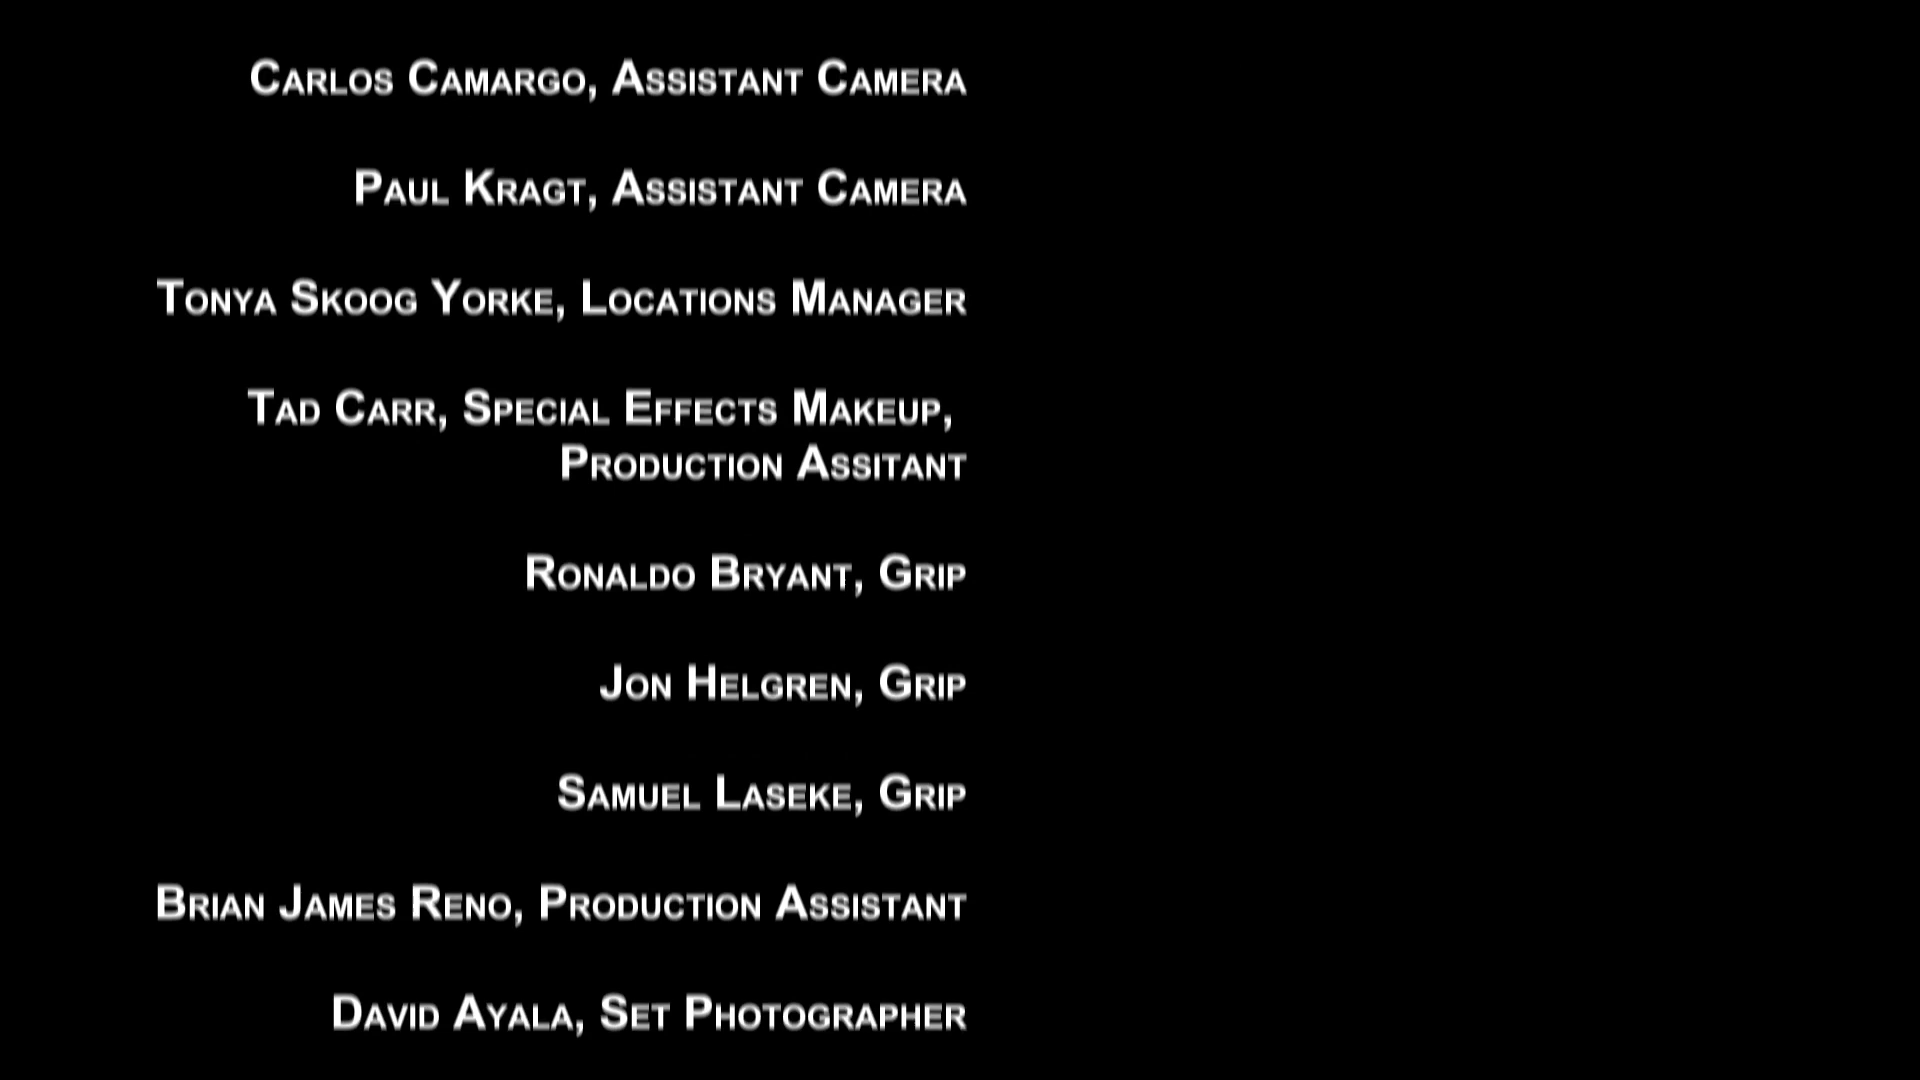 Carlos Camargo, Assistant Camera
Paul Kragt, Assistant Camera
Tonya Skoog Yorke, Locations Manager
Tad Carr, Special Effects Makeup,
Production Assitant
Ronaldo Bryant, Grip
Jon Helgren, Grip
Samuel Laseke, Grip
Brian James Reno, Production Assistant
David Ayala, Set Photographer